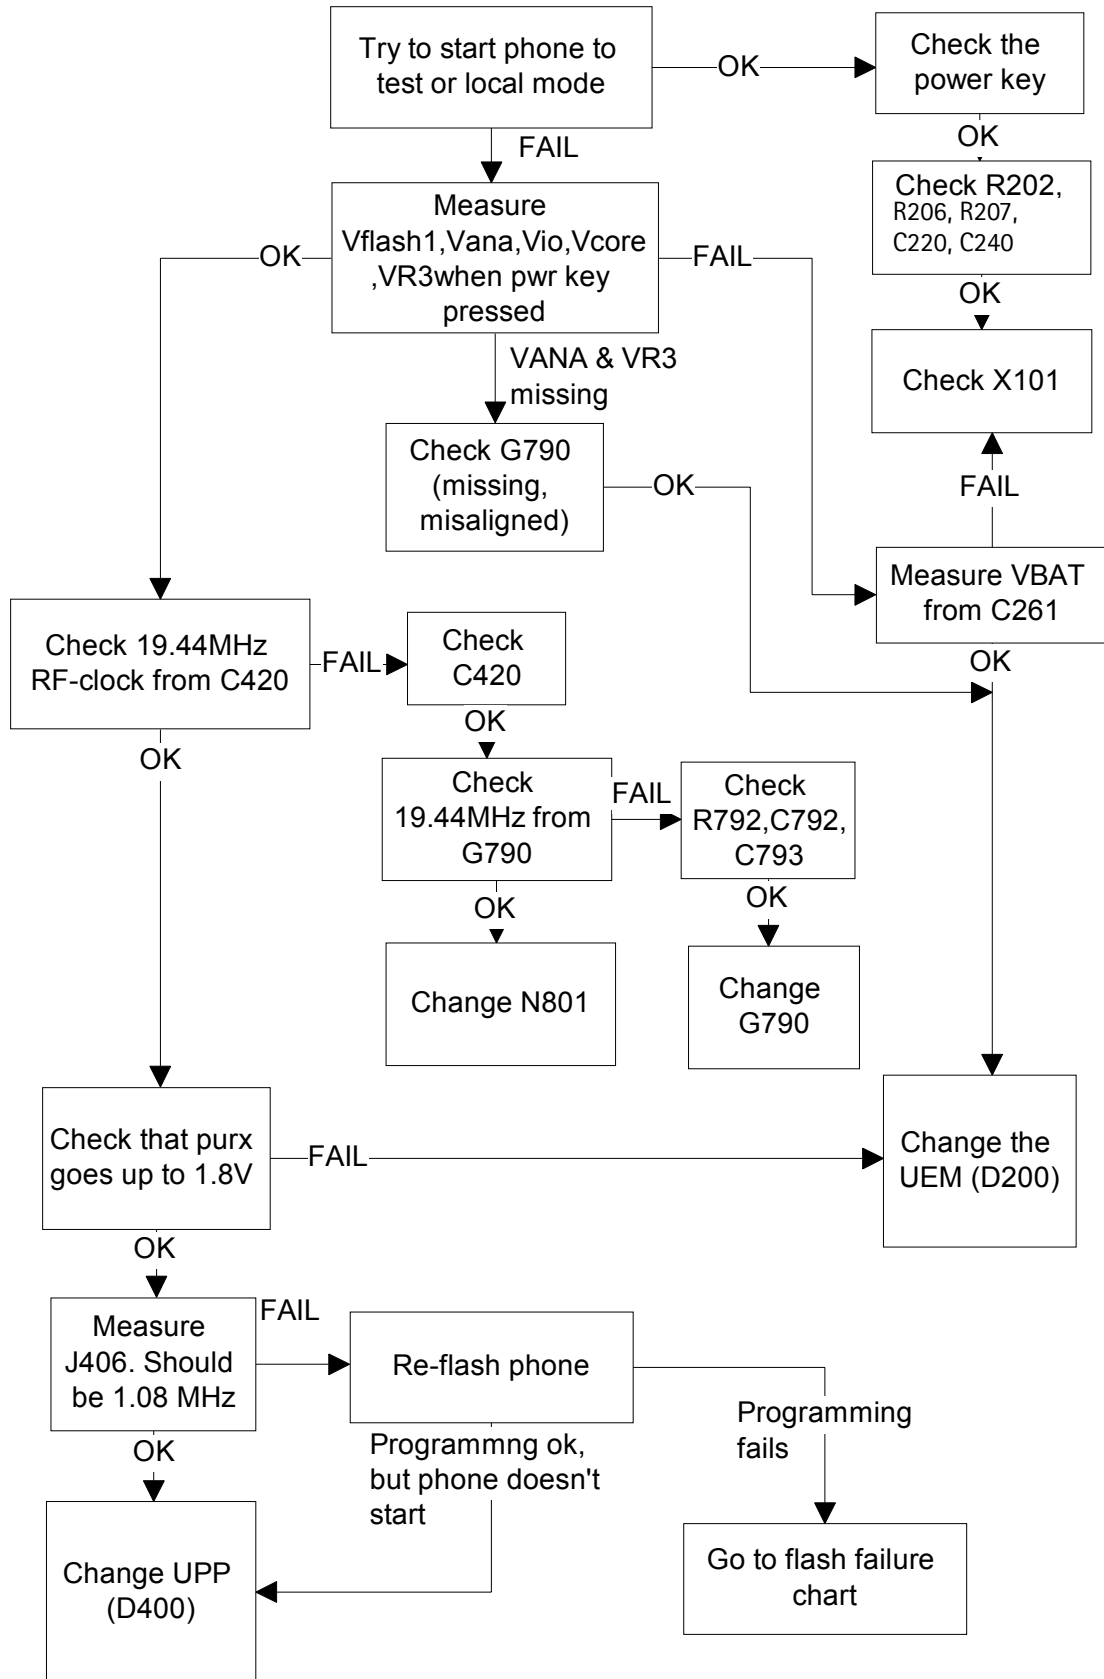 Try to start phone to
test or local mode
OK
Check the
power key
FAIL
OK
Measure
Vflash1,Vana,Vio,Vcore
,VR3when pwr key
pressed
Check R202,
R206, R207,
C220, C240
OK
FAIL
OK
VANA & VR3
missing
Check X101
Check G790
(missing,
misaligned)
OK
FAIL
Measure VBAT
from C261
OK
Check 19.44MHz
RF-clock from C420
FAIL
Check
C420
OK
OK
Check
19.44MHz from
G790
FAIL
Check
R792,C792,
C793
OK
OK
Change N801
Change
G790
Check that purx
goes up to 1.8V
FAIL
Change the
UEM (D200)
OK
Measure
J406. Should
be 1.08 MHz
FAIL
Re-flash phone
Programming
fails
OK
Programmng ok,
but phone doesn't
start
Change UPP
(D400)
Go to flash failure
chart